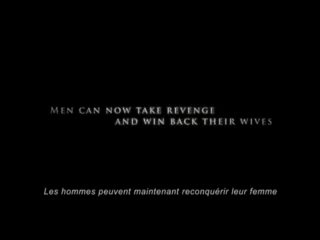 MEN CAN NOW TAKE REVENGE
AND WIN BACK THEIR WIVES
Les hommes peuvent maintenant reconquérir leur femme